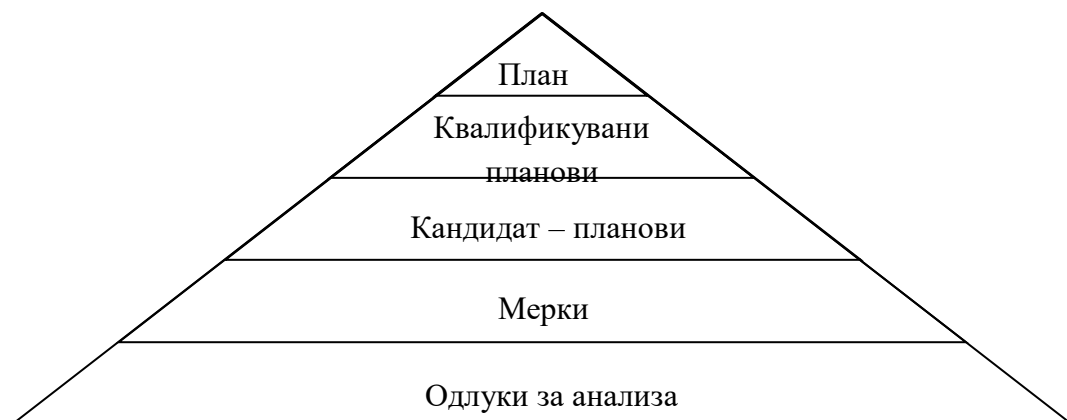 План
Квалификувани
планови
Кандидат – планови
Мерки
Одлуки за анализа